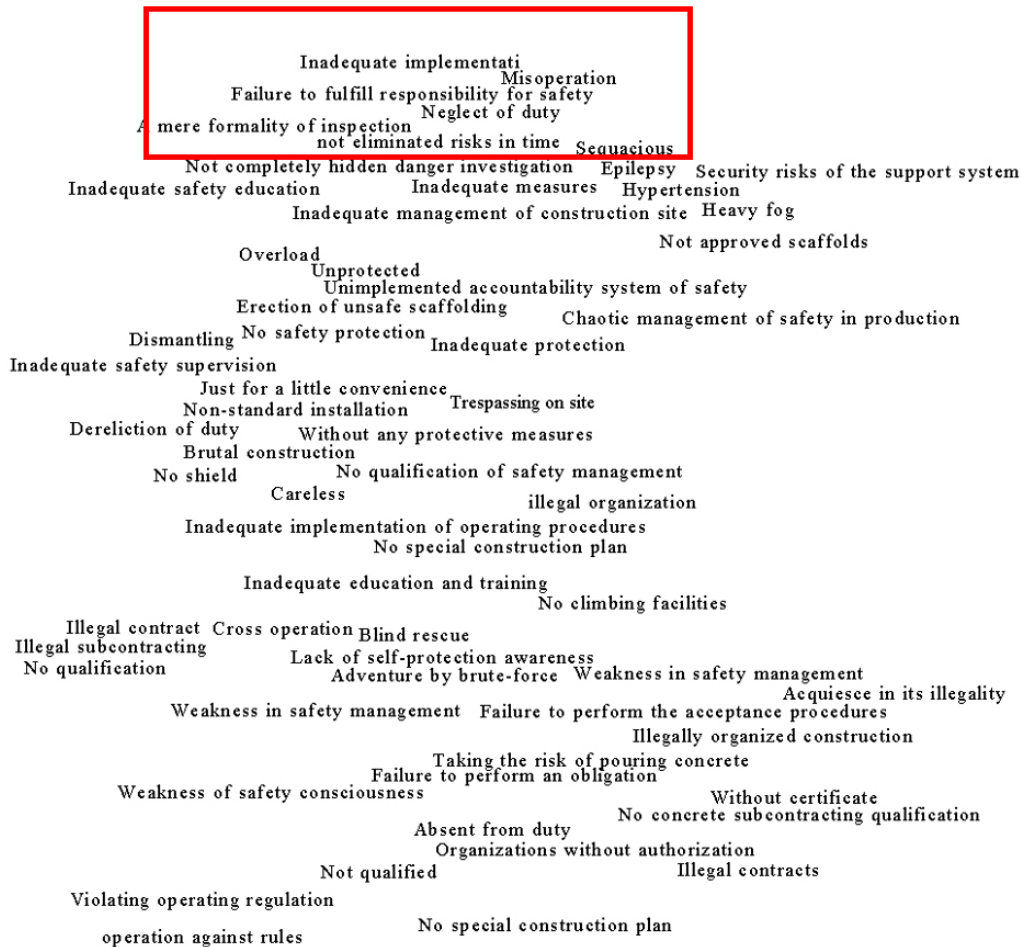 Inadequate implementati
Misoperation
Failure to fulfill responsibility for safety
Neglect of duty
A mere formality of inspection
not eliminated risks in time
Sequacious
Not completely hidden danger investigation
Epilepsy
Security risks of the support system
Inadequate safety education
Inadequate measures
Hypertension
Inadequate management of construction site
Heavy fog
Not approved scaffolds
Overload
Unprotected
Unimplemented accountability system of safety
Erection of unsafe scaffolding
Chaotic management of safety in production
Dismantling
No safety protection
Inadequate protection
Inadequate safety supervision
Just for a little convenience
Trespassing on site
Non-standard installation
Dereliction of duty
Without any protective measures
Brutal construction
No shield
No qualification of safety management
Careless
illegal organization
Inadequate implementation of operating procedures
No special construction plan
Inadequate education and training
No climbing facilities
Illegal contract
Cross operation
Blind rescue
Illegal subcontracting
No qualification
Lack of self-protection awareness
Adventure by brute-force
Weakness in safety management
Acquiesce in its illegality
Weakness in safety management
Failure to perform the acceptance procedures
Illegally organized construction
Taking the risk of pouring concrete
Failure to perform an obligation
Weakness of safety consciousness
Without certificate
No concrete subcontracting qualification
Absent from duty
Organizations without authorization
Not qualified
Illegal contracts
Violating operating regulation
No special construction plan
operation against rules